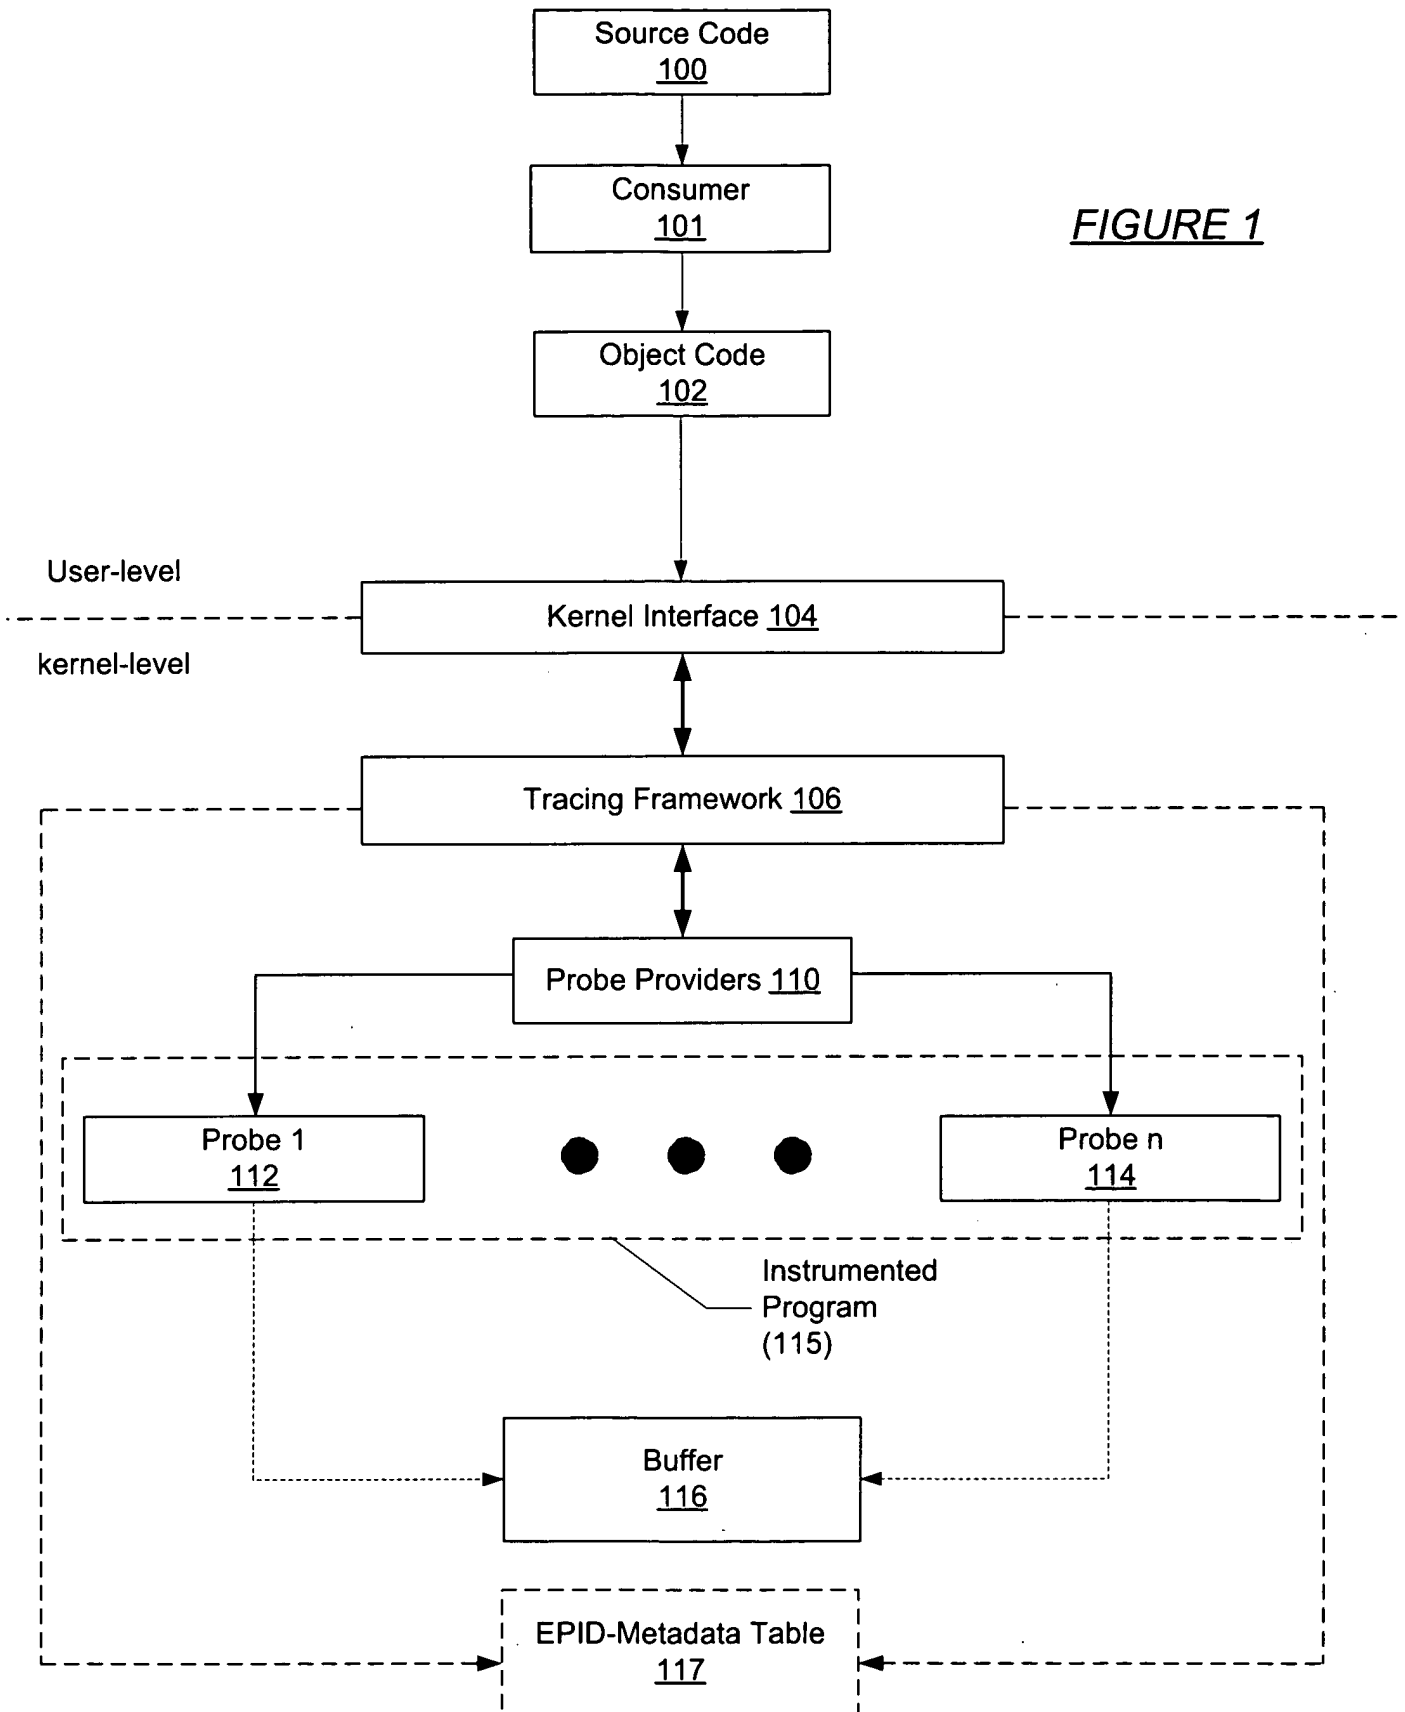 Source Code
100
Consumer
101
FIGURE 1
Object Code
102
User-level
Kernel Interface 104
kernel-level
Tracing Framework 106
Probe Providers 110
Probe 1
112
Probe n
114
Instrumented
Program
(115)
Buffer
116
EPID-Metadata Table
117